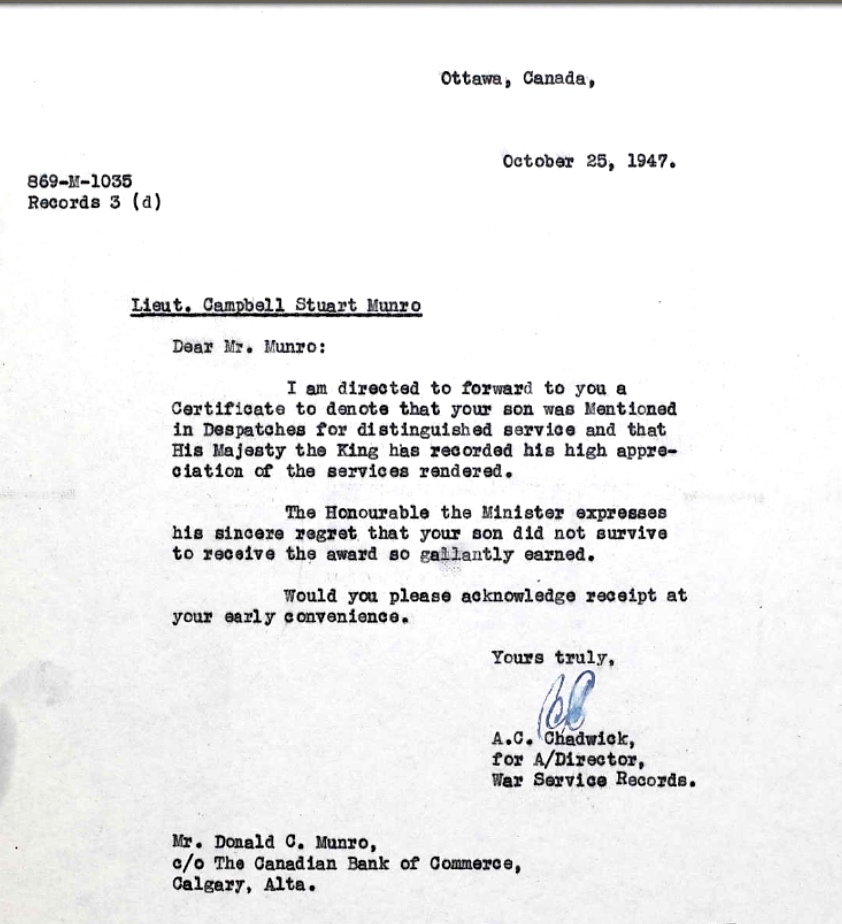 Ottawa, Canada,
October 25, 1947.
869-M-1035
Records 3 (d)
Lieut. Campbell Stuart Munro
Dear Mr. Munro:
I am directed to forward to you a
Certificate to denote that your son was Mentioned
in Despatches for distinguished service and that
His Majesty the King has recorded his high appre-
ciation of the services rendered.
The Honourable the Minister expresses
his sincere regret that your son did not survive
to receive the award so gallantly earned.
Would you please acknowledge receipt at
your early convenience.
Yours truly,
A.C. Chadwick,
for A/Director,
War Service Records.
Mr. Donald C. Munro,
c/o The Canadian Bank of Commerce,
Calgary, Alta.